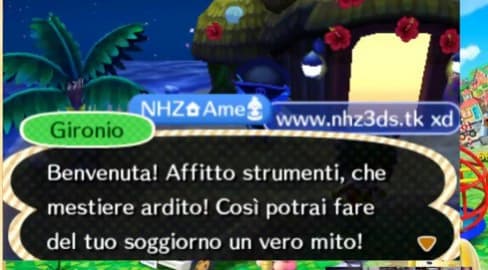 NHZ Ame
www.nhz3ds.tk xd
Gironio
Benvenuta! Affitto strumenti, che
mestiere ardito! Così potrai fare
del tuo soggiorno un vero mito!